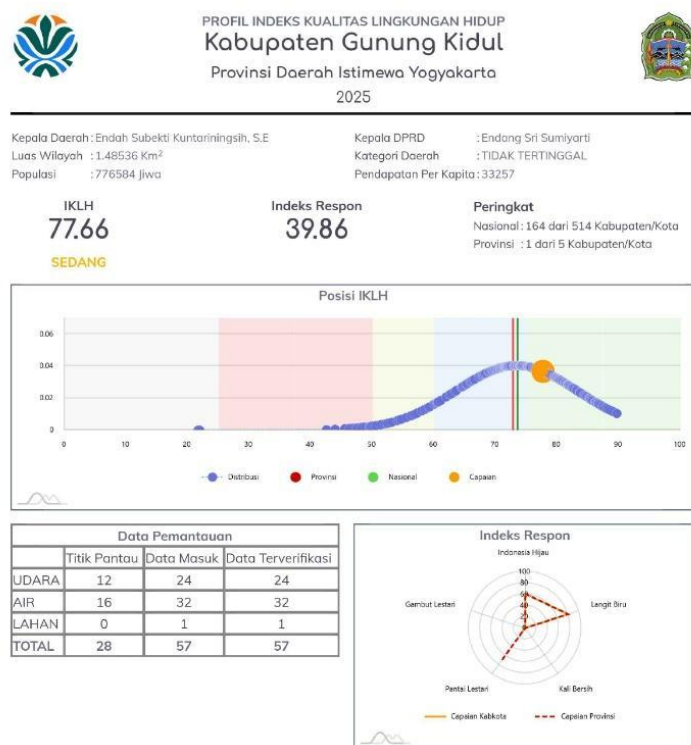 PROFIL INDEKS KUALITAS LINGKUNGAN HIDUP
Kabupaten Gunung Kidul
Provinsi Daerah Istimewa Yogyakarta
2025
Kepala Daerah : Endah Subekti Kuntariningsih, S.E
Luas Wilayah : 1.48536 Km²
Populasi : 776584 Jiwa
Kepala DPRD : Endang Sri Sumiyarti
Kategori Daerah : TIDAK TERTINGGAL
Pendapatan Per Kapita : 33257
IKLH
77.66
SEDANG
Indeks Respon
39.86
Peringkat
Nasional : 164 dari 514 Kabupaten/Kota
Provinsi : 1 dari 5 Kabupaten/Kota
Posisi IKLH
0.06
0.04
0.02
0
0 10 20 30 40 50 60 70 80 90 100
Distribusi Provinsi Nasional Capaian
Data Pemantauan
Titik Pantau Data Masuk Data Terverifikasi
UDARA 12 24 24
AIR 16 32 32
LAHAN 0 1 1
TOTAL 28 57 57
Indeks Respon
Indonesia Hijau
100
80
60
40
20
Gambut Lestari
Langit Biru
Pantai Lestari
Kali Bersih
Capaian Kabkota Capaian Provinsi